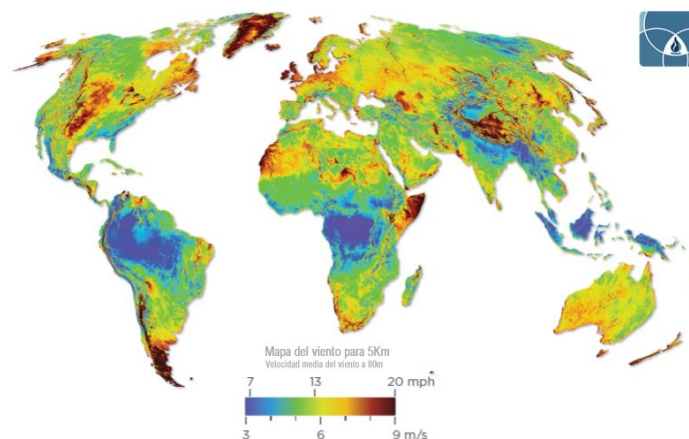 Mapa del viento para 5Km
Velocidad media del viento a 80m
7 13 20 mph*
3 6 9 m/s